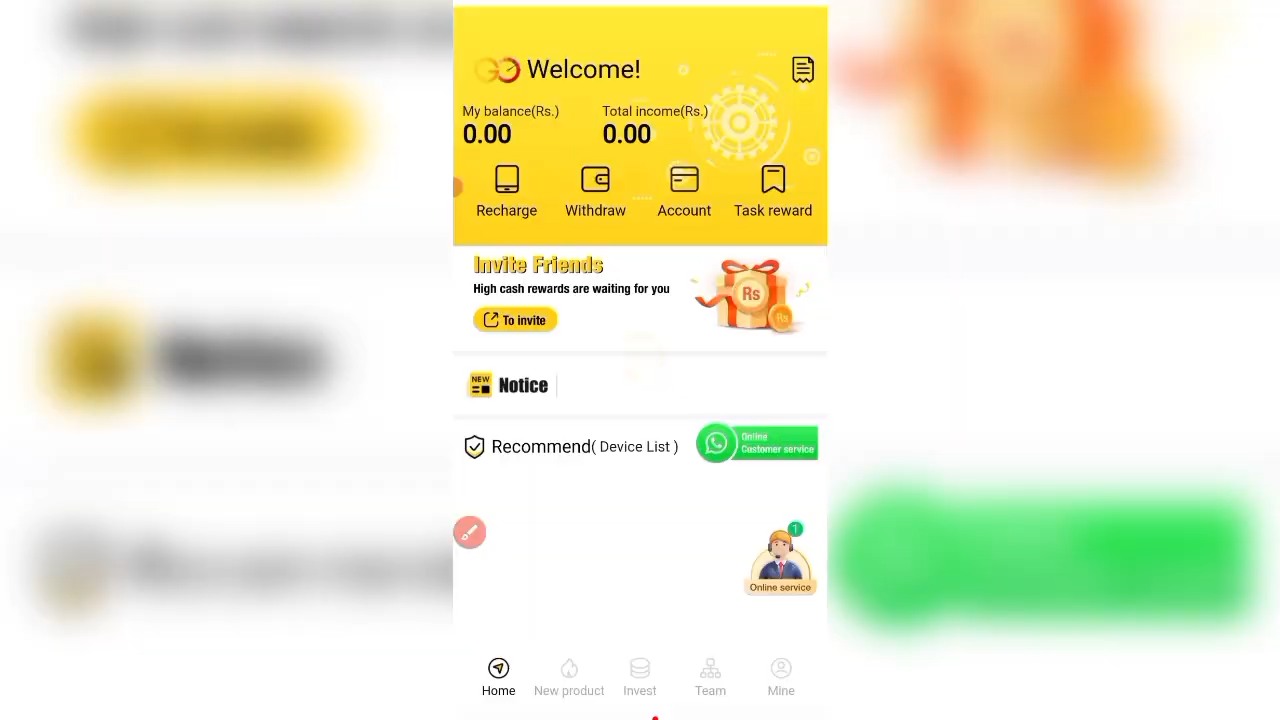 Welcome!
My balance(Rs.) Total income(Rs.)
0.00 0.00
Recharge Withdraw Account Task reward
Invite Friends
High cash rewards are waiting for you
To invite
Rs
Rs
NEW
Notice
Recommend( Device List )
Online
Customer service
1
Online service
Home New product Invest Team Mine